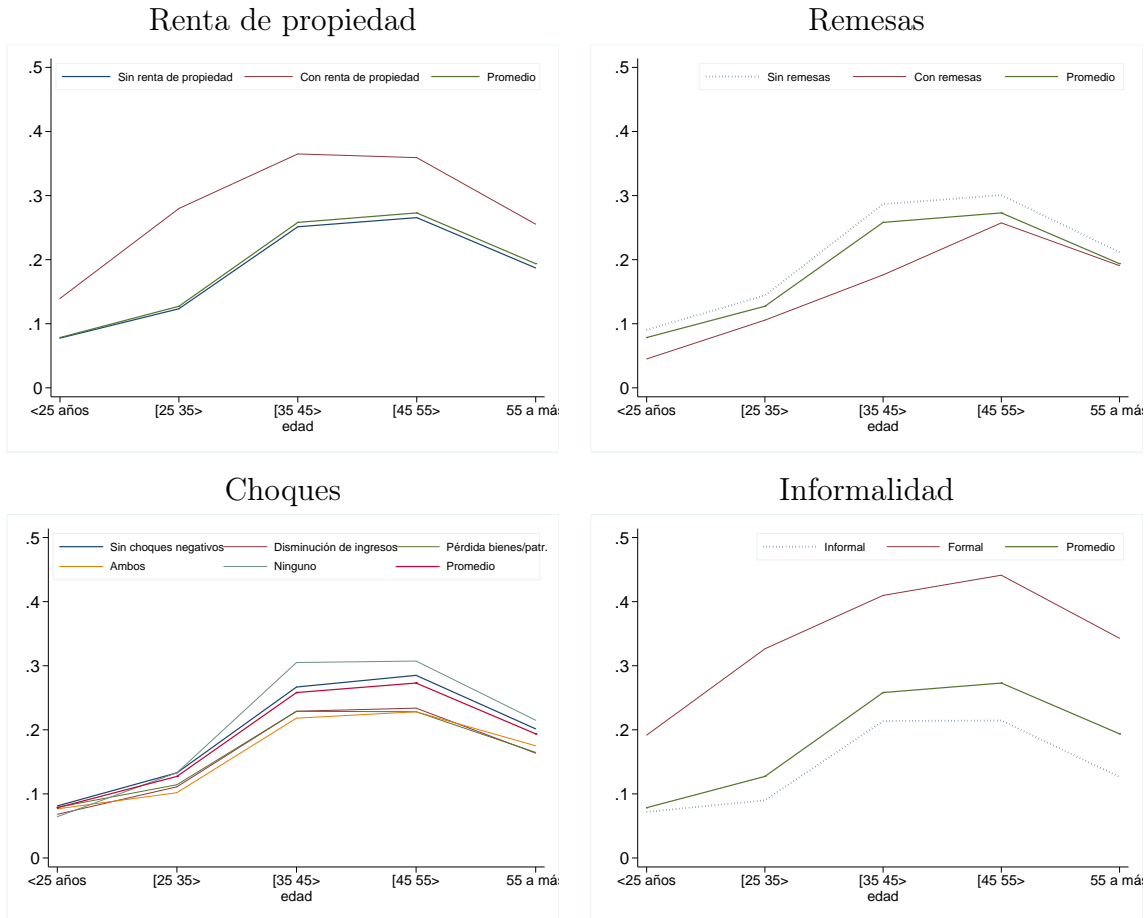 Renta de propiedad
Sin renta de propiedad Con renta de propiedad Promedio
.5
.4
.3
.2
.1
0
<25 años [25 35> [35 45> [45 55> 55 a más
edad
Remesas
Sin remesas Con remesas Promedio
.5
.4
.3
.2
.1
0
<25 años [25 35> [35 45> [45 55> 55 a más
edad
Choques
Sin choques negativos Disminución de ingresos Pérdida bienes/patr.
Ambos Ninguno Promedio
.5
.4
.3
.2
.1
0
<25 años [25 35> [35 45> [45 55> 55 a más
edad
Informalidad
Informal Formal Promedio
.5
.4
.3
.2
.1
0
<25 años [25 35> [35 45> [45 55> 55 a más
edad